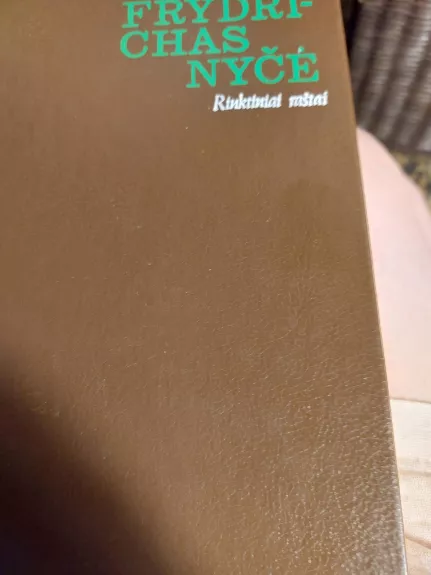 FRYDRI-
CHAS
NYČĖ
Rinktiniai raštai